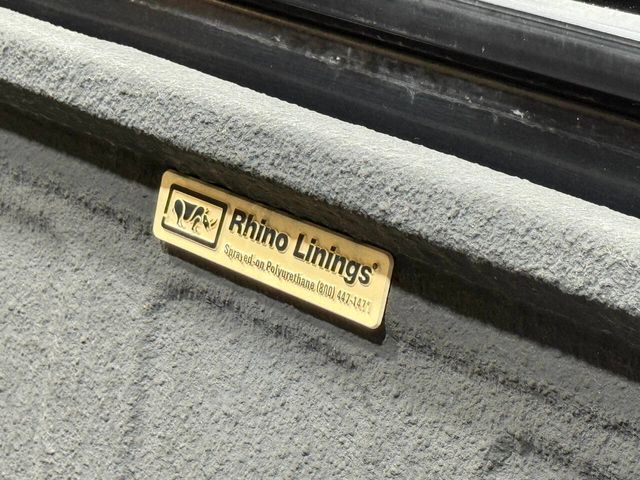 Rhino Linings®
Sprayed-on Polyurethane (800) 447-1471